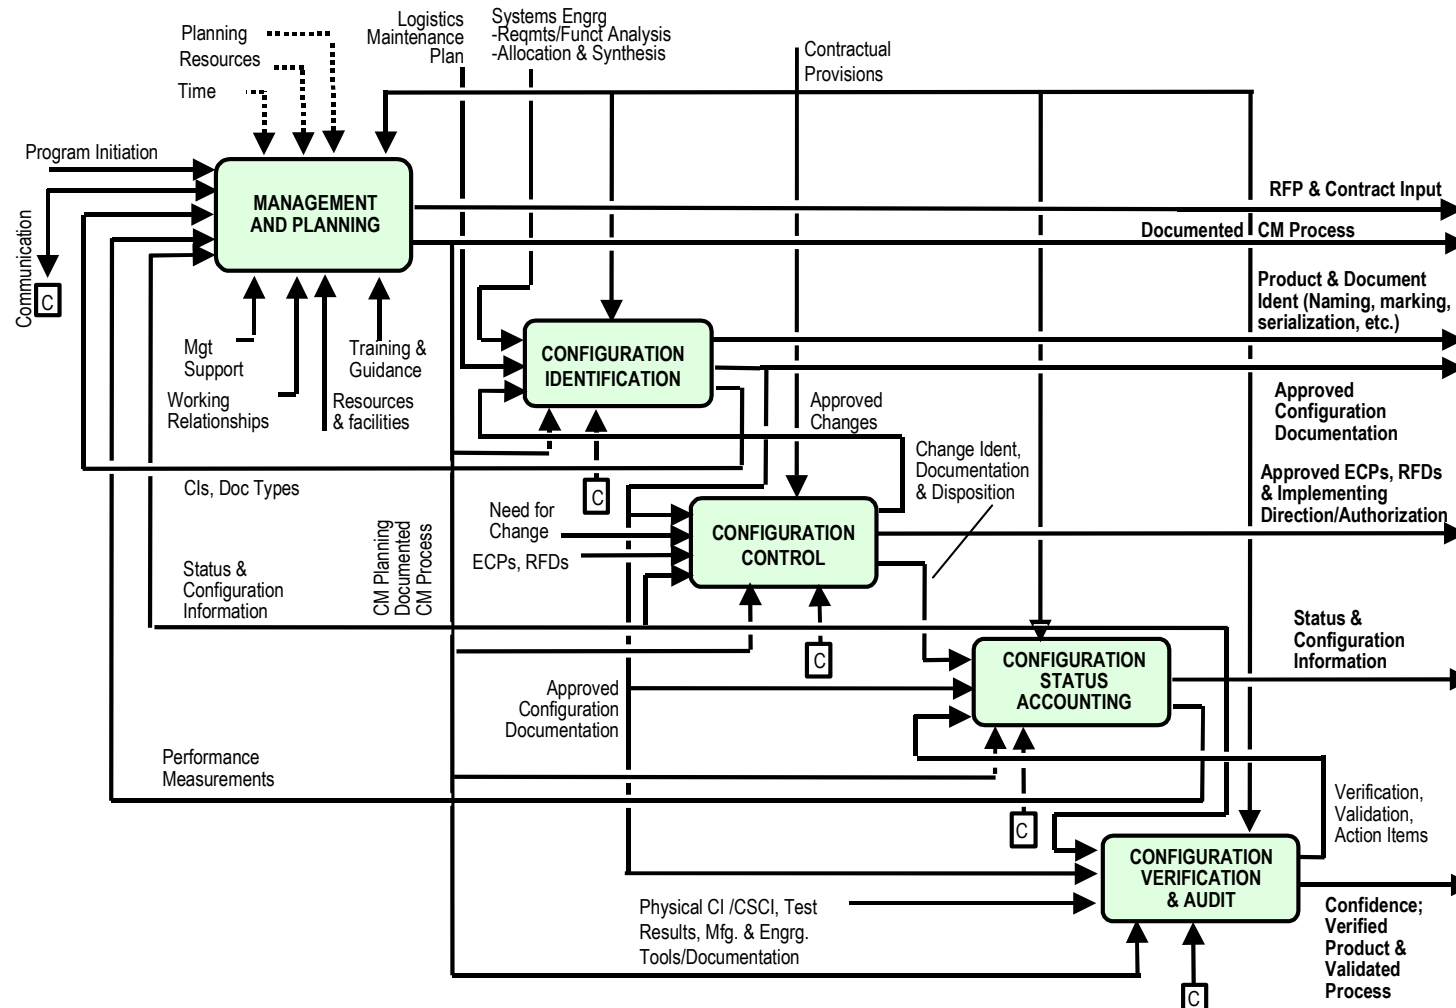 Planning
Resources
Time
Logistics
Maintenance
Plan
Systems Engrg
-Reqmts/Funct Analysis
-Allocation & Synthesis
Contractual
Provisions
Program Initiation
Communication
C
MANAGEMENT
AND PLANNING
RFP & Contract Input
Documented CM Process
Mgt
Support
Training &
Guidance
Working
Relationships
Resources
& facilities
CONFIGURATION
IDENTIFICATION
Product & Document
Ident (Naming, marking,
serialization, etc.)
Approved
Configuration
Documentation
Approved
Changes
Change Ident,
Documentation
& Disposition
CIs, Doc Types
C
Need for
Change
ECPs, RFDs
CONFIGURATION
CONTROL
Approved ECPs, RFDs
& Implementing
Direction/Authorization
Status &
Configuration
Information
CM Planning
Documented
CM Process
C
CONFIGURATION
STATUS
ACCOUNTING
Status &
Configuration
Information
Approved
Configuration
Documentation
Performance
Measurements
C
Verification,
Validation,
Action Items
CONFIGURATION
VERIFICATION
& AUDIT
Physical CI /CSCI, Test
Results, Mfg. & Engrg.
Tools/Documentation
Confidence;
Verified
Product &
Validated
Process
C